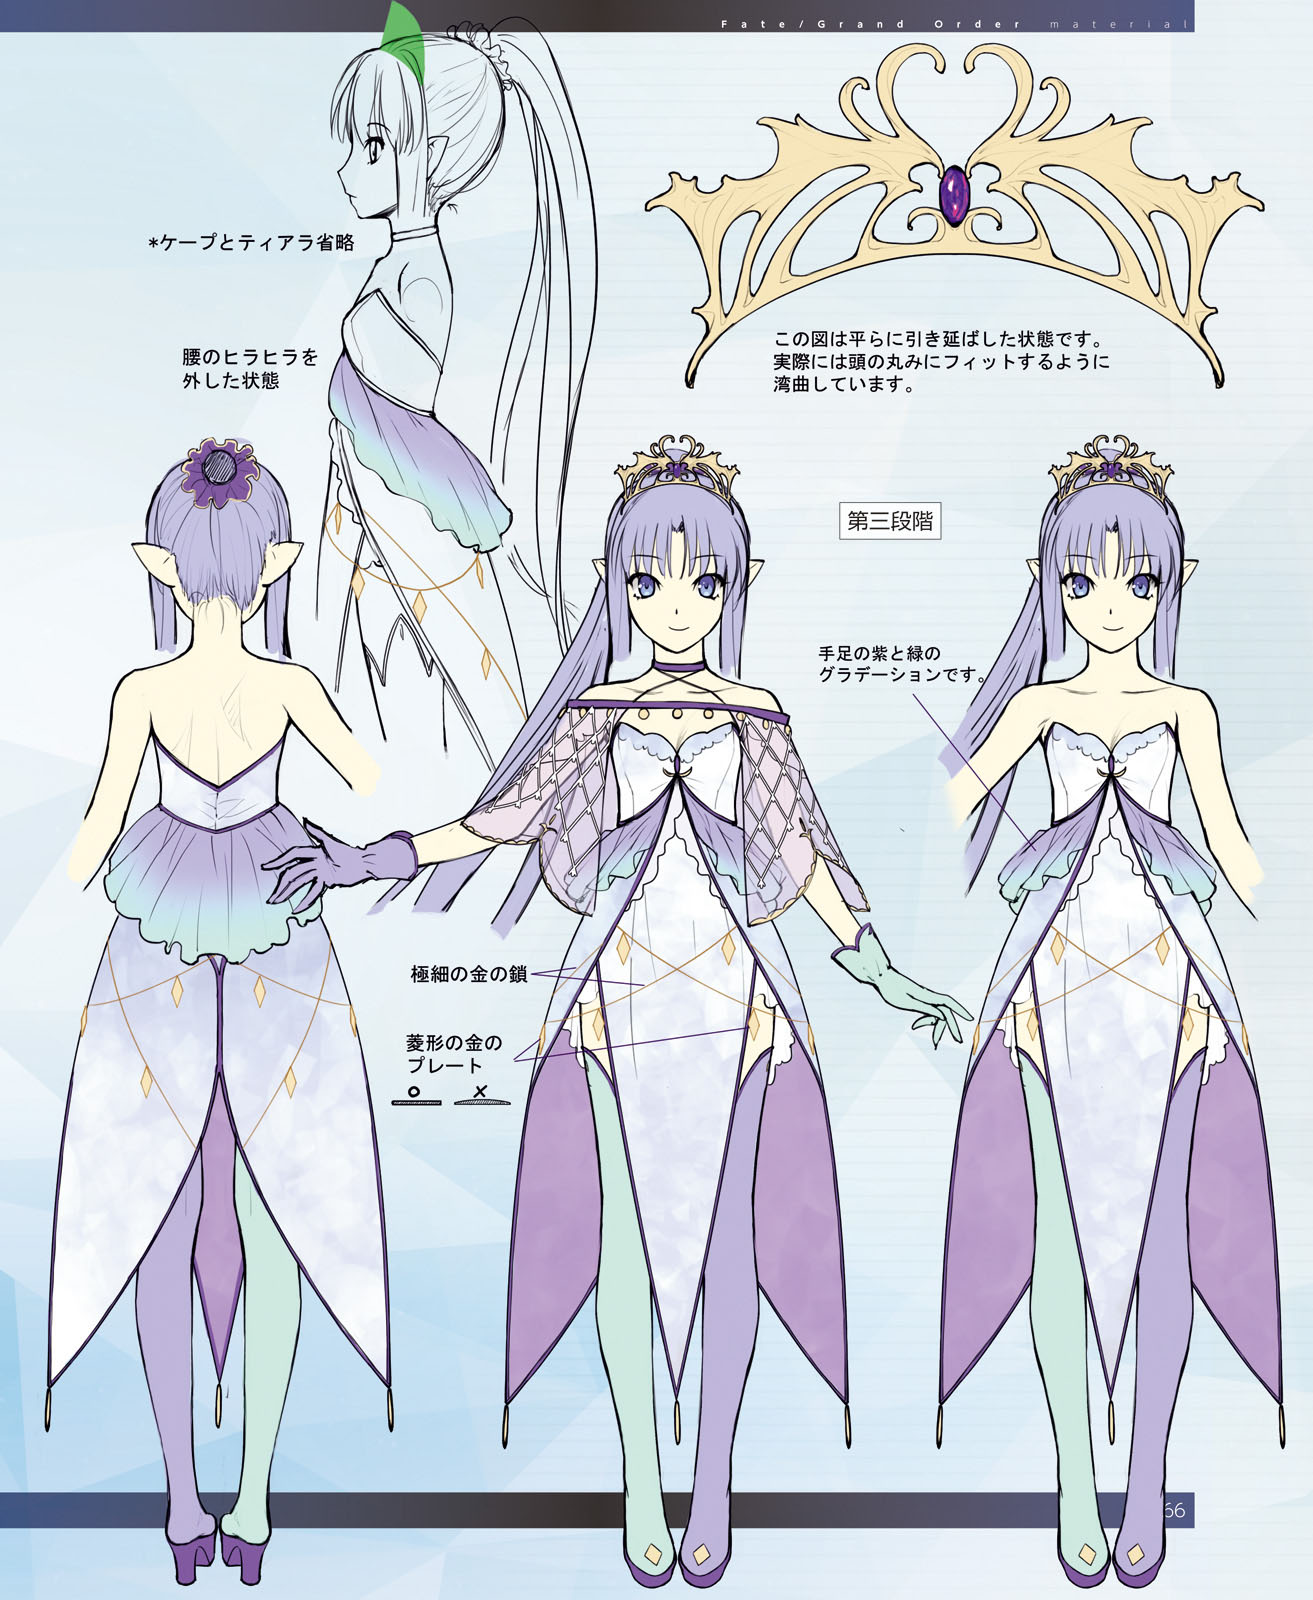 Fate/Grand Order material
*ケープとティアラ省略
この図は平らに引き延ばした状態です。
実際には頭の丸みにフィットするように
湾曲しています。
腰のヒラヒラを
外した状態
第三段階
手足の紫と緑の
グラデーションです。
極細の金の鎖
菱形の金の
プレート
○ ×
66